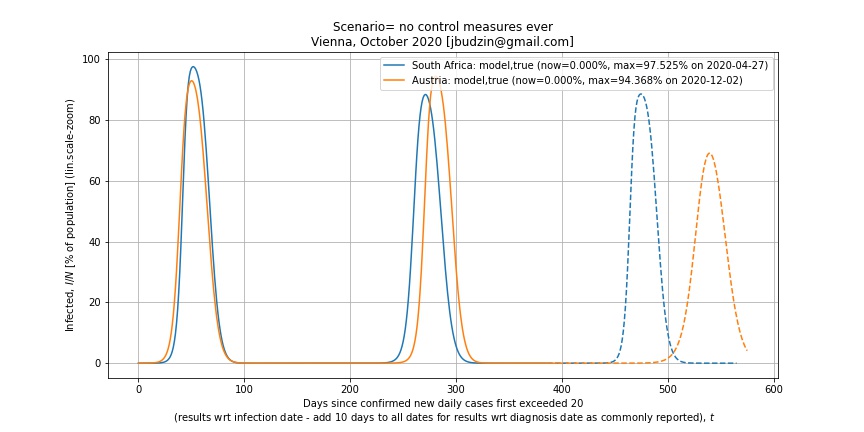 Scenario= no control measures ever
Vienna, October 2020 [jbudzin@gmail.com]
South Africa: model,true (now=0.000%, max=97.525% on 2020-04-27)
Austria: model,true (now=0.000%, max=94.368% on 2020-12-02)
Infected, I/N [% of population] (lin.scale-zoom)
100
80
60
40
20
0
0 100 200 300 400 500 600
Days since confirmed new daily cases first exceeded 20
(results wrt infection date - add 10 days to all dates for results wrt diagnosis date as commonly reported), t